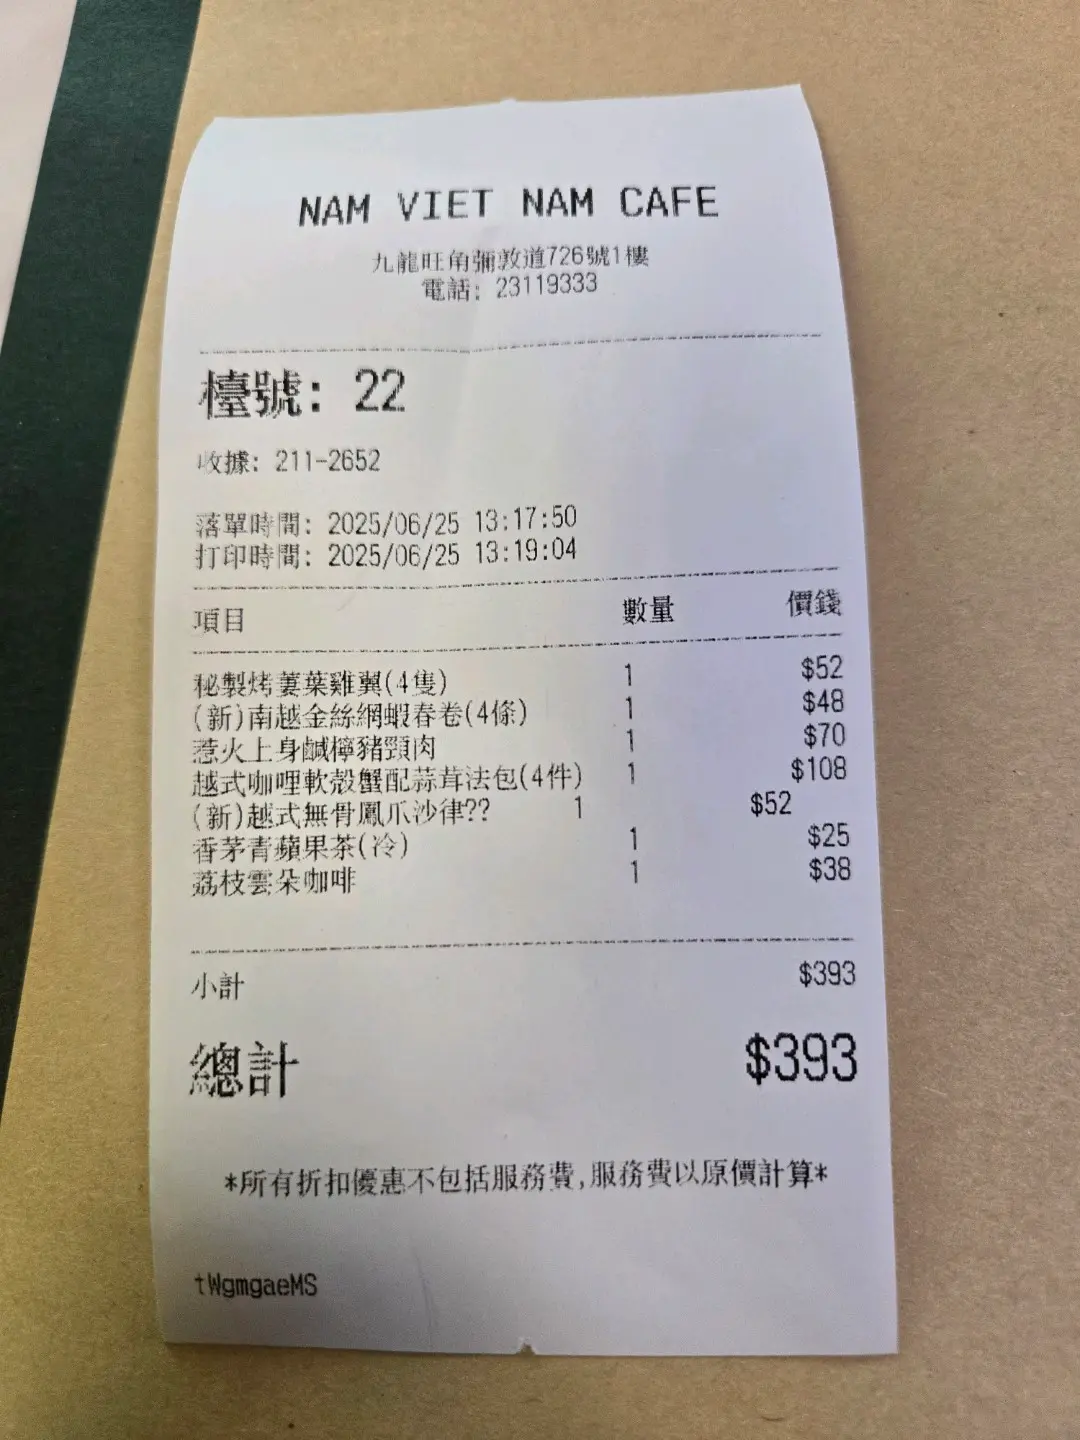 NAM VIET NAM CAFE
九龍旺角彌敦道726號1樓
電話: 23119333
檯號: 22
收據: 211-2652
落單時間: 2025/06/25 13:17:50
打印時間: 2025/06/25 13:19:04
項目 數量 價錢
秘製烤蔞葉雞翼(4隻) 1 $52
(新)南越金絲網蝦春卷(4條) 1 $48
惹火上身鹹檸豬頸肉 1 $70
越式咖哩軟殼蟹配蒜茸法包(4件) 1 $108
(新)越式無骨鳳爪沙律?? 1 $52
香茅青蘋果茶(冷) 1 $25
荔枝雲朵咖啡 1 $38
小計 $393
總計 $393
*所有折扣優惠不包括服務費,服務費以原價計算*
tWgmgaeMS